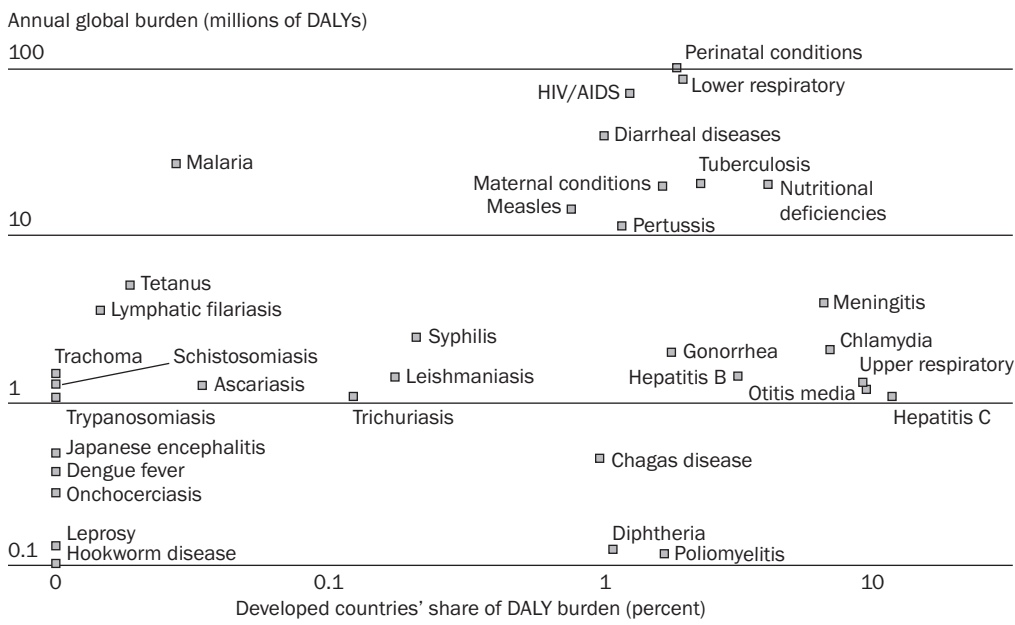 Annual global burden (millions of DALYs)
100
Perinatal conditions
Lower respiratory
HIV/AIDS
Diarrheal diseases
Malaria
Tuberculosis
Maternal conditions
Nutritional
deficiencies
Measles
10
Pertussis
Tetanus
Lymphatic filariasis
Meningitis
Syphilis
Chlamydia
Gonorrhea
Trachoma
Schistosomiasis
Upper respiratory
Leishmaniasis
Hepatitis B
Ascariasis
1
Otitis media
Trypanosomiasis
Trichuriasis
Hepatitis C
Japanese encephalitis
Chagas disease
Dengue fever
Onchocerciasis
Leprosy
Diphtheria
0.1
Hookworm disease
Poliomyelitis
0 0.1 1 10
Developed countries' share of DALY burden (percent)